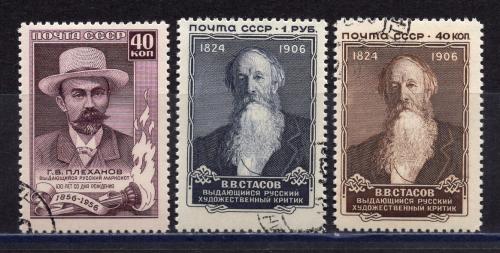 ПОЧТА СССР
40
КОП
Г.В. ПЛЕХАНОВ
ВЫДАЮЩИЙСЯ РУССКИЙ МАРКСИСТ
100 ЛЕТ СО ДНЯ РОЖДЕНИЯ
1856-1956
ПОЧТА СССР • 1 РУБ.
1824 1906
В.В.СТАСОВ
ВЫДАЮЩИЙСЯ РУССКИЙ
ХУДОЖЕСТВЕННЫЙ КРИТИК
ПОЧТА СССР • 40 КОП.
1824 1906
В.В.СТАСОВ
ВЫДАЮЩИЙСЯ РУССКИЙ
ХУДОЖЕСТВЕННЫЙ КРИТИК